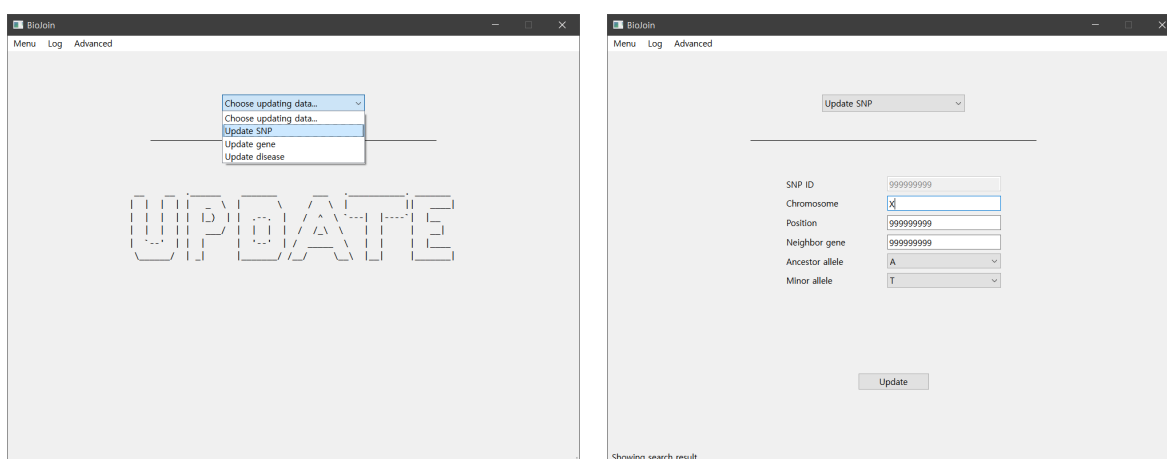 BioJoin
Menu Log Advanced
Choose updating data...
Choose updating data...
Update SNP
Update gene
Update disease
UPDATE
BioJoin
Menu Log Advanced
Update SNP
SNP ID 999999999
Chromosome X
Position 999999999
Neighbor gene 999999999
Ancestor allele A
Minor allele T
Update
Showing search result